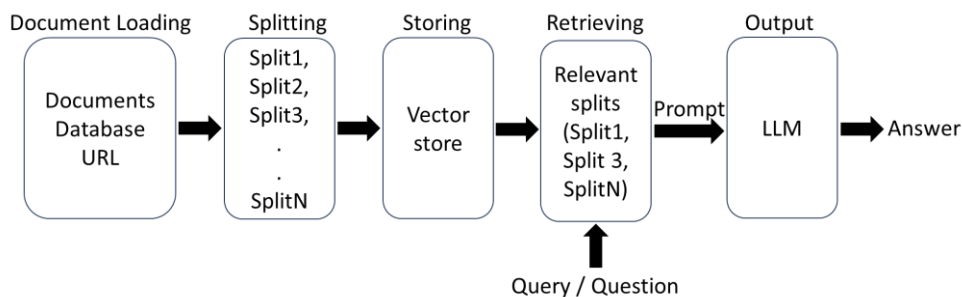 Document Loading
Splitting
Storing
Retrieving
Output
Documents
Database
URL
Split1,
Split2,
Split3,
.
.
SplitN
Vector
store
Relevant
splits
(Split1,
Split 3,
SplitN)
Prompt
LLM
Answer
Query / Question